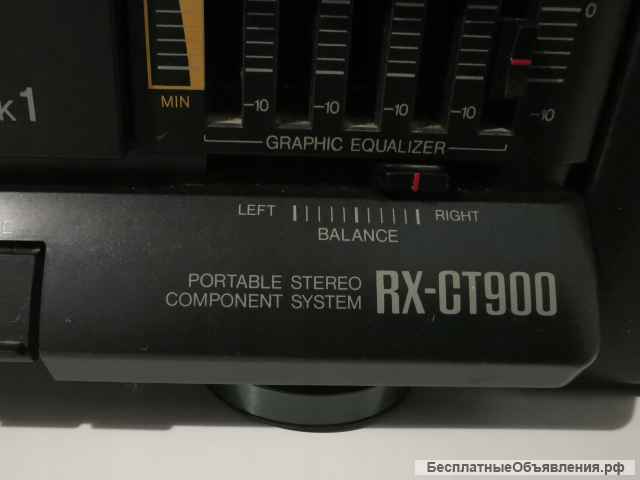 0
MIN
-10 -10 -10 -10 -10
k1
GRAPHIC EQUALIZER
LEFT RIGHT
BALANCE
PORTABLE STEREO
COMPONENT SYSTEM
RX-CT900
БесплатныеОбъявления.рф